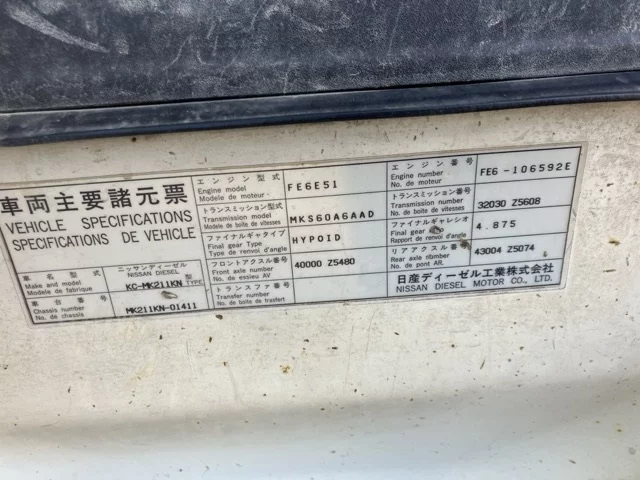 車両主要諸元票
VEHICLE SPECIFICATIONS
SPECIFICATIONS DE VEHICLE
車名 ニッサンディーゼル 型
Make and model NISSAN DIESEL
Modele de fabrique KC-MK211KN TYPE
車台番号
Chassis number
No. de chassis MK211KN-01411
エンジン型式
Engine model FE6E51
Modele de moteur
トランスミッション型式
Transmission model MKS60A6AAD
Modele de boite de vitesses
ファイナルギヤタイプ
Final gear Type HYPOID
Type de renvoi d'angle
フロントアクスル番号
Front axle number 40000 Z5480
No. de essieu AV
トランスファ番号
Transfer number
No. de boite de trasfert
エンジン番号
Engine number FE6 -106592E
No. de moteur
トランスミッション番号
Transmission number 32030 Z5608
No. de boite de vitesses
ファイナルギャレシオ
Final gear 4.875
Rapport de renvoi d'angle
リアアクスル番号
Rear axle nbmber 43004 Z5074
No. de pont AR.
日産ディーゼル工業株式会社
NISSAN DIESEL MOTOR CO., LTD.